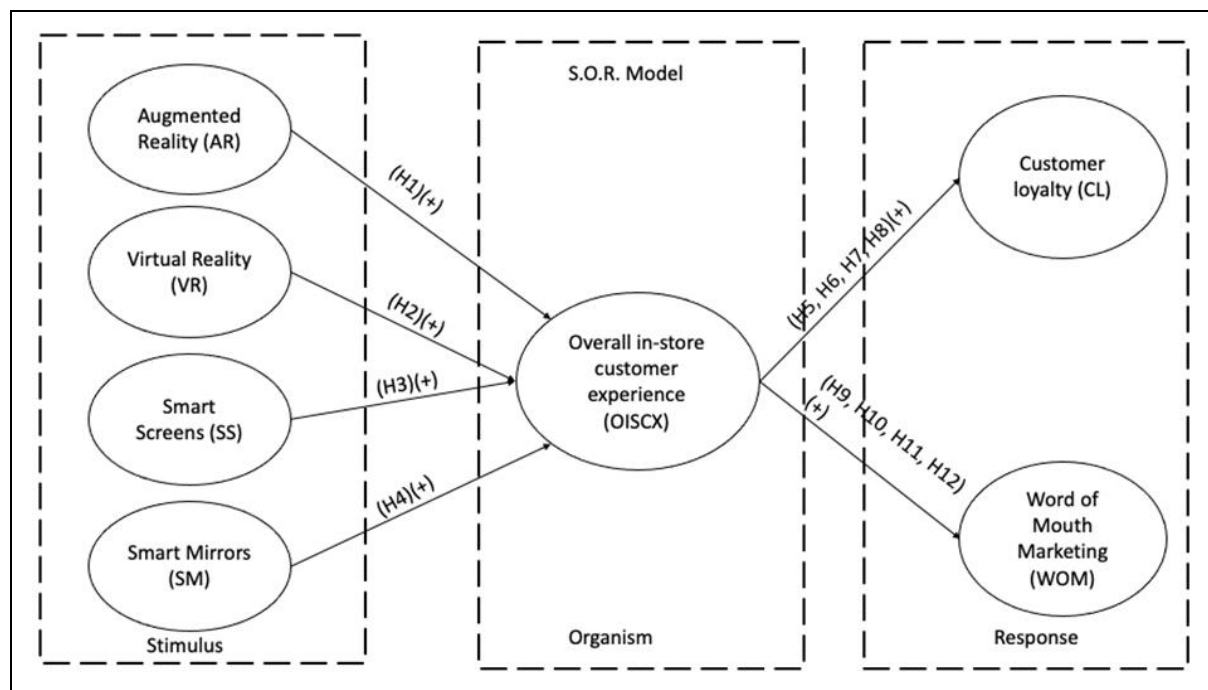 Augmented
Reality (AR)
Virtual Reality
(VR)
Smart
Screens (SS)
Smart Mirrors
(SM)
Stimulus
(H1)(+)
(H2)(+)
(H3)(+)
(H4)(+)
S.O.R. Model
Overall in-store
customer
experience
(OISCX)
Organism
(H5, H6, H7, H8)(+)
(H9, H10, H11, H12)
(+)
Customer
loyalty (CL)
Word of
Mouth
Marketing
(WOM)
Response